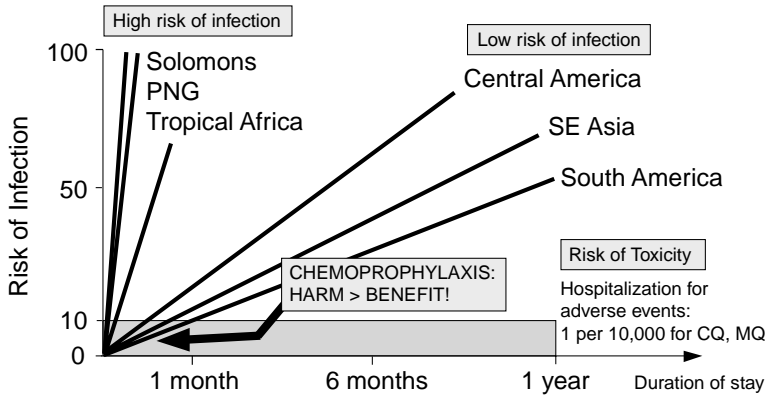 High risk of infection
Low risk of infection
100
50
10
0
Risk of Infection
Solomons
PNG
Tropical Africa
Central America
SE Asia
South America
CHEMOPROPHYLAXIS:
HARM > BENEFIT!
Risk of Toxicity
Hospitalization for
adverse events:
1 per 10,000 for CQ, MQ
1 month
6 months
1 year
Duration of stay